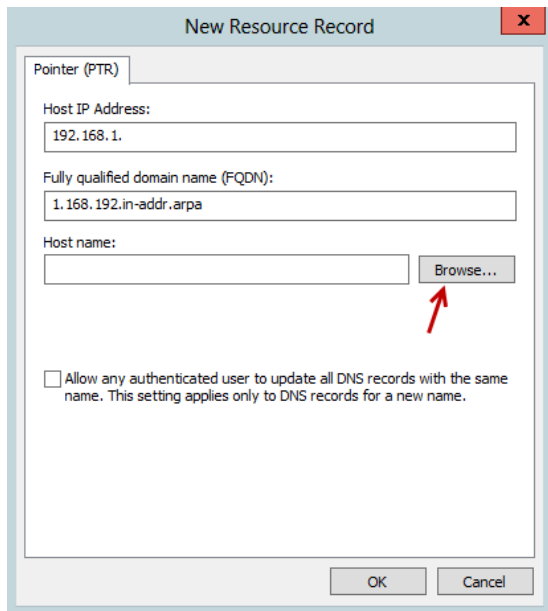 New Resource Record
x
Pointer (PTR)
Host IP Address:
192.168.1.
Fully qualified domain name (FQDN):
1.168.192.in-addr.arpa
Host name:
Browse...
Allow any authenticated user to update all DNS records with the same
name. This setting applies only to DNS records for a new name.
OK
Cancel